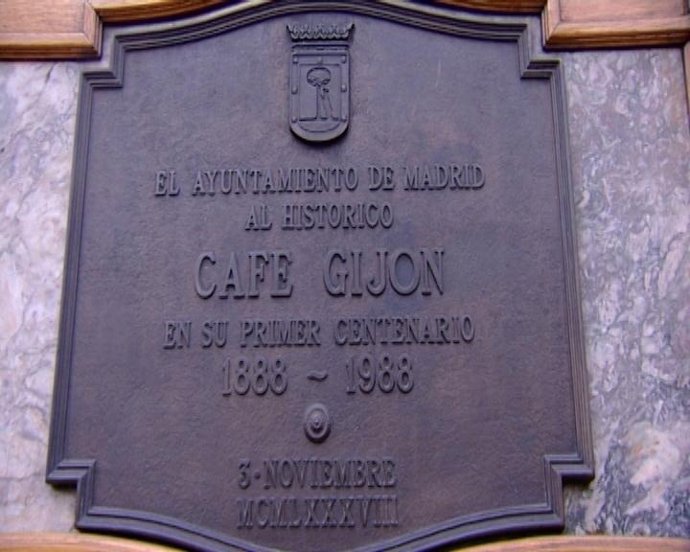 EL AYUNTAMIENTO DE MADRID
AL HISTORICO
CAFE GIJON
EN SU PRIMER CENTENARIO
1888 ~ 1988
3-NOVIEMBRE
MCMLXXXVIII